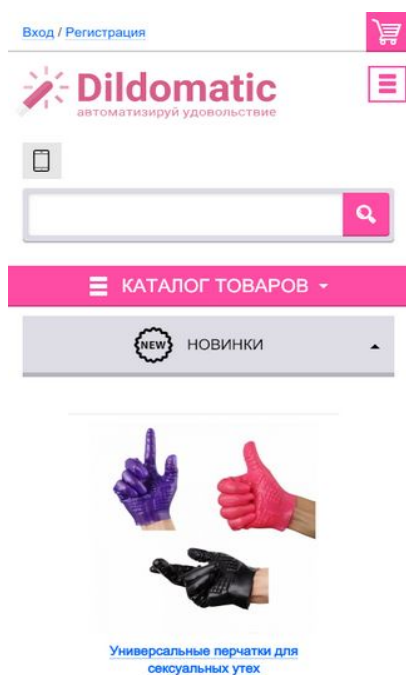 Вход / Регистрация
Dildomatic
автоматизируй удовольствие
КАТАЛОГ ТОВАРОВ
NEW НОВИНКИ
Универсальные перчатки для
сексуальных утех